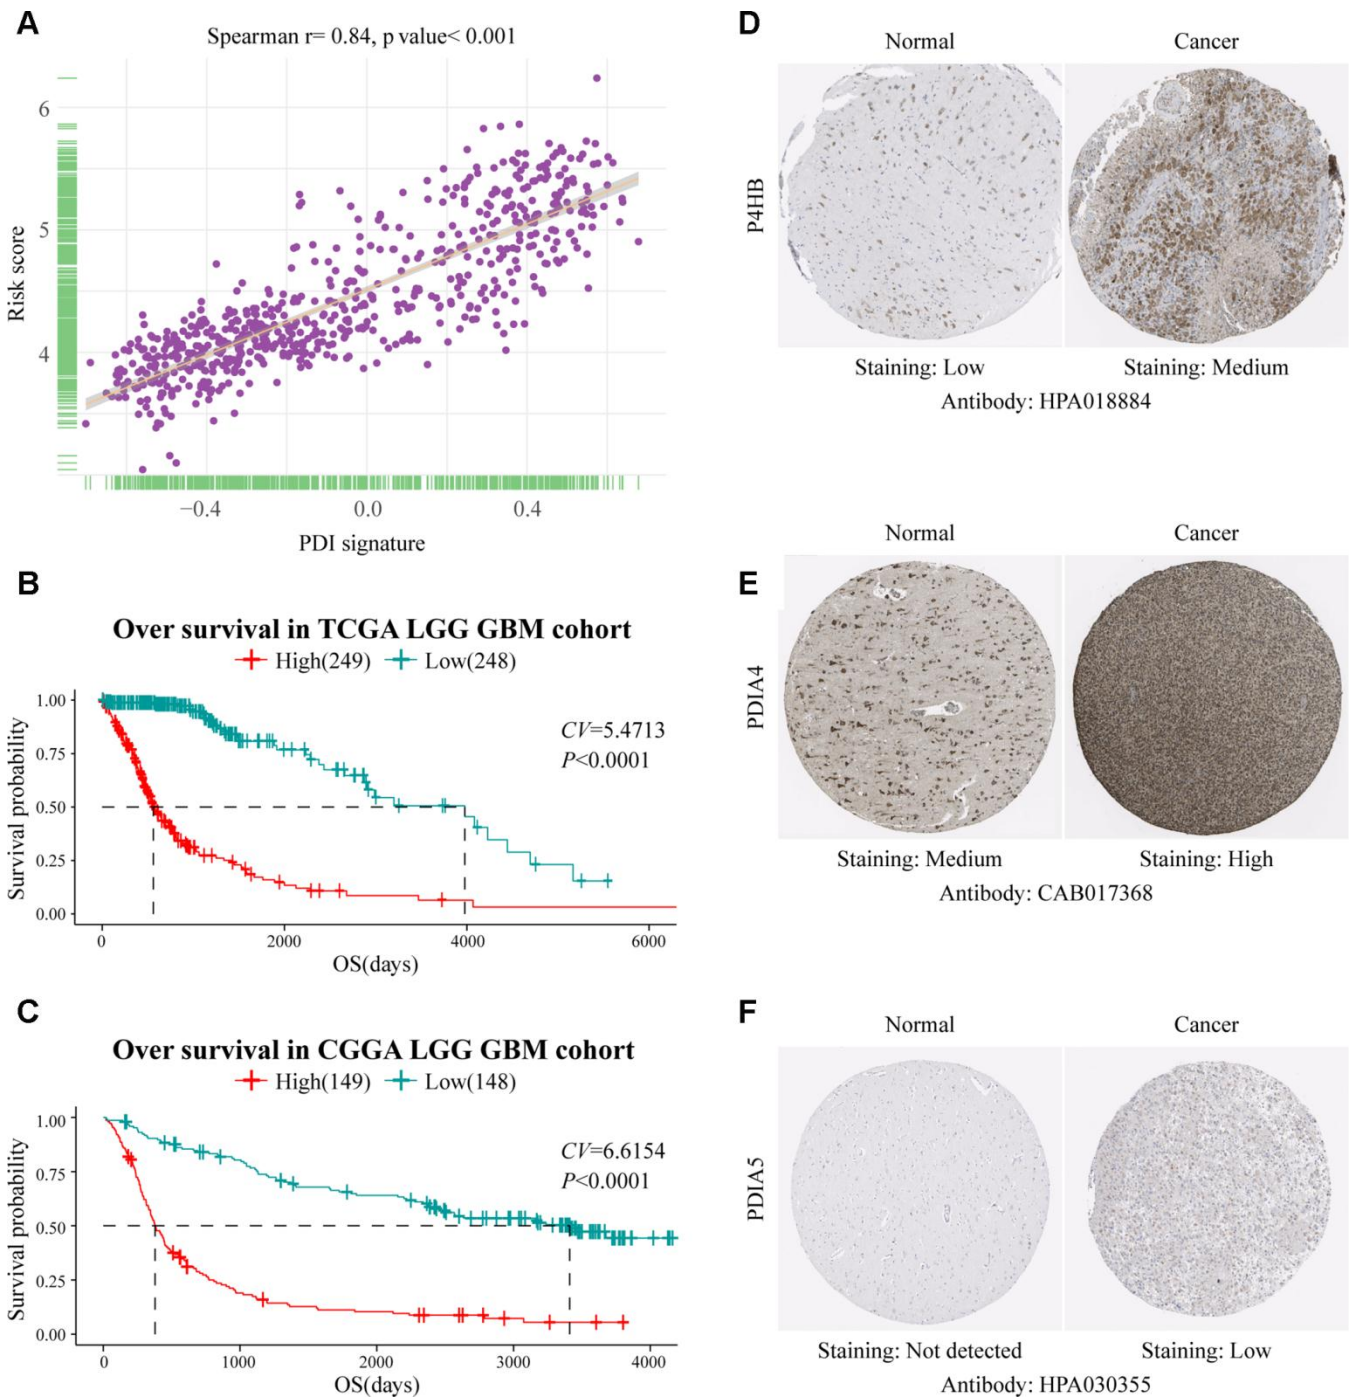 A
Spearman r= 0.84, p value< 0.001
6
5
4
Risk score
−0.4 0.0 0.4
PDI signature
B
Over survival in TCGA LGG GBM cohort
High(249) Low(248)
1.00
0.75
0.50
0.25
0.00
Survival probability
CV=5.4713
P<0.0001
0 2000 4000 6000
OS(days)
C
Over survival in CGGA LGG GBM cohort
High(149) Low(148)
1.00
0.75
0.50
0.25
0.00
Survival probability
CV=6.6154
P<0.0001
0 1000 2000 3000 4000
OS(days)
D
Normal Cancer
P4HB
Staining: Low Staining: Medium
Antibody: HPA018884
E
Normal Cancer
PDIA4
Staining: Medium Staining: High
Antibody: CAB017368
F
Normal Cancer
PDIA5
Staining: Not detected Staining: Low
Antibody: HPA030355